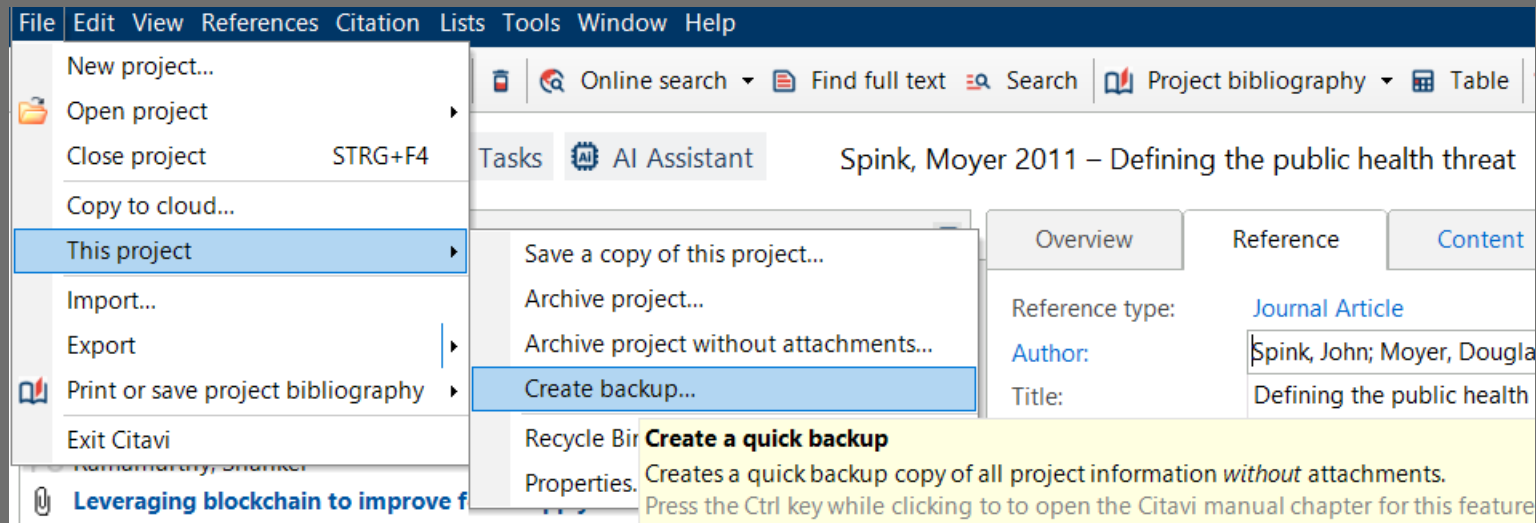 File Edit View References Citation Lists Tools Window Help
New project...
Open project
Close project STRG+F4
Copy to cloud...
This project
Import...
Export
Print or save project bibliography
Exit Citavi
Online search Find full text Search Project bibliography Table
Tasks AI Assistant Spink, Moyer 2011 – Defining the public health threat
Save a copy of this project...
Archive project...
Archive project without attachments...
Create backup...
Recycle Bin
Properties.
Create a quick backup
Creates a quick backup copy of all project information without attachments.
Press the Ctrl key while clicking to to open the Citavi manual chapter for this feature
Overview Reference Content
Reference type: Journal Article
Author: Spink, John; Moyer, Dougla
Title: Defining the public health
Leveraging blockchain to improve f